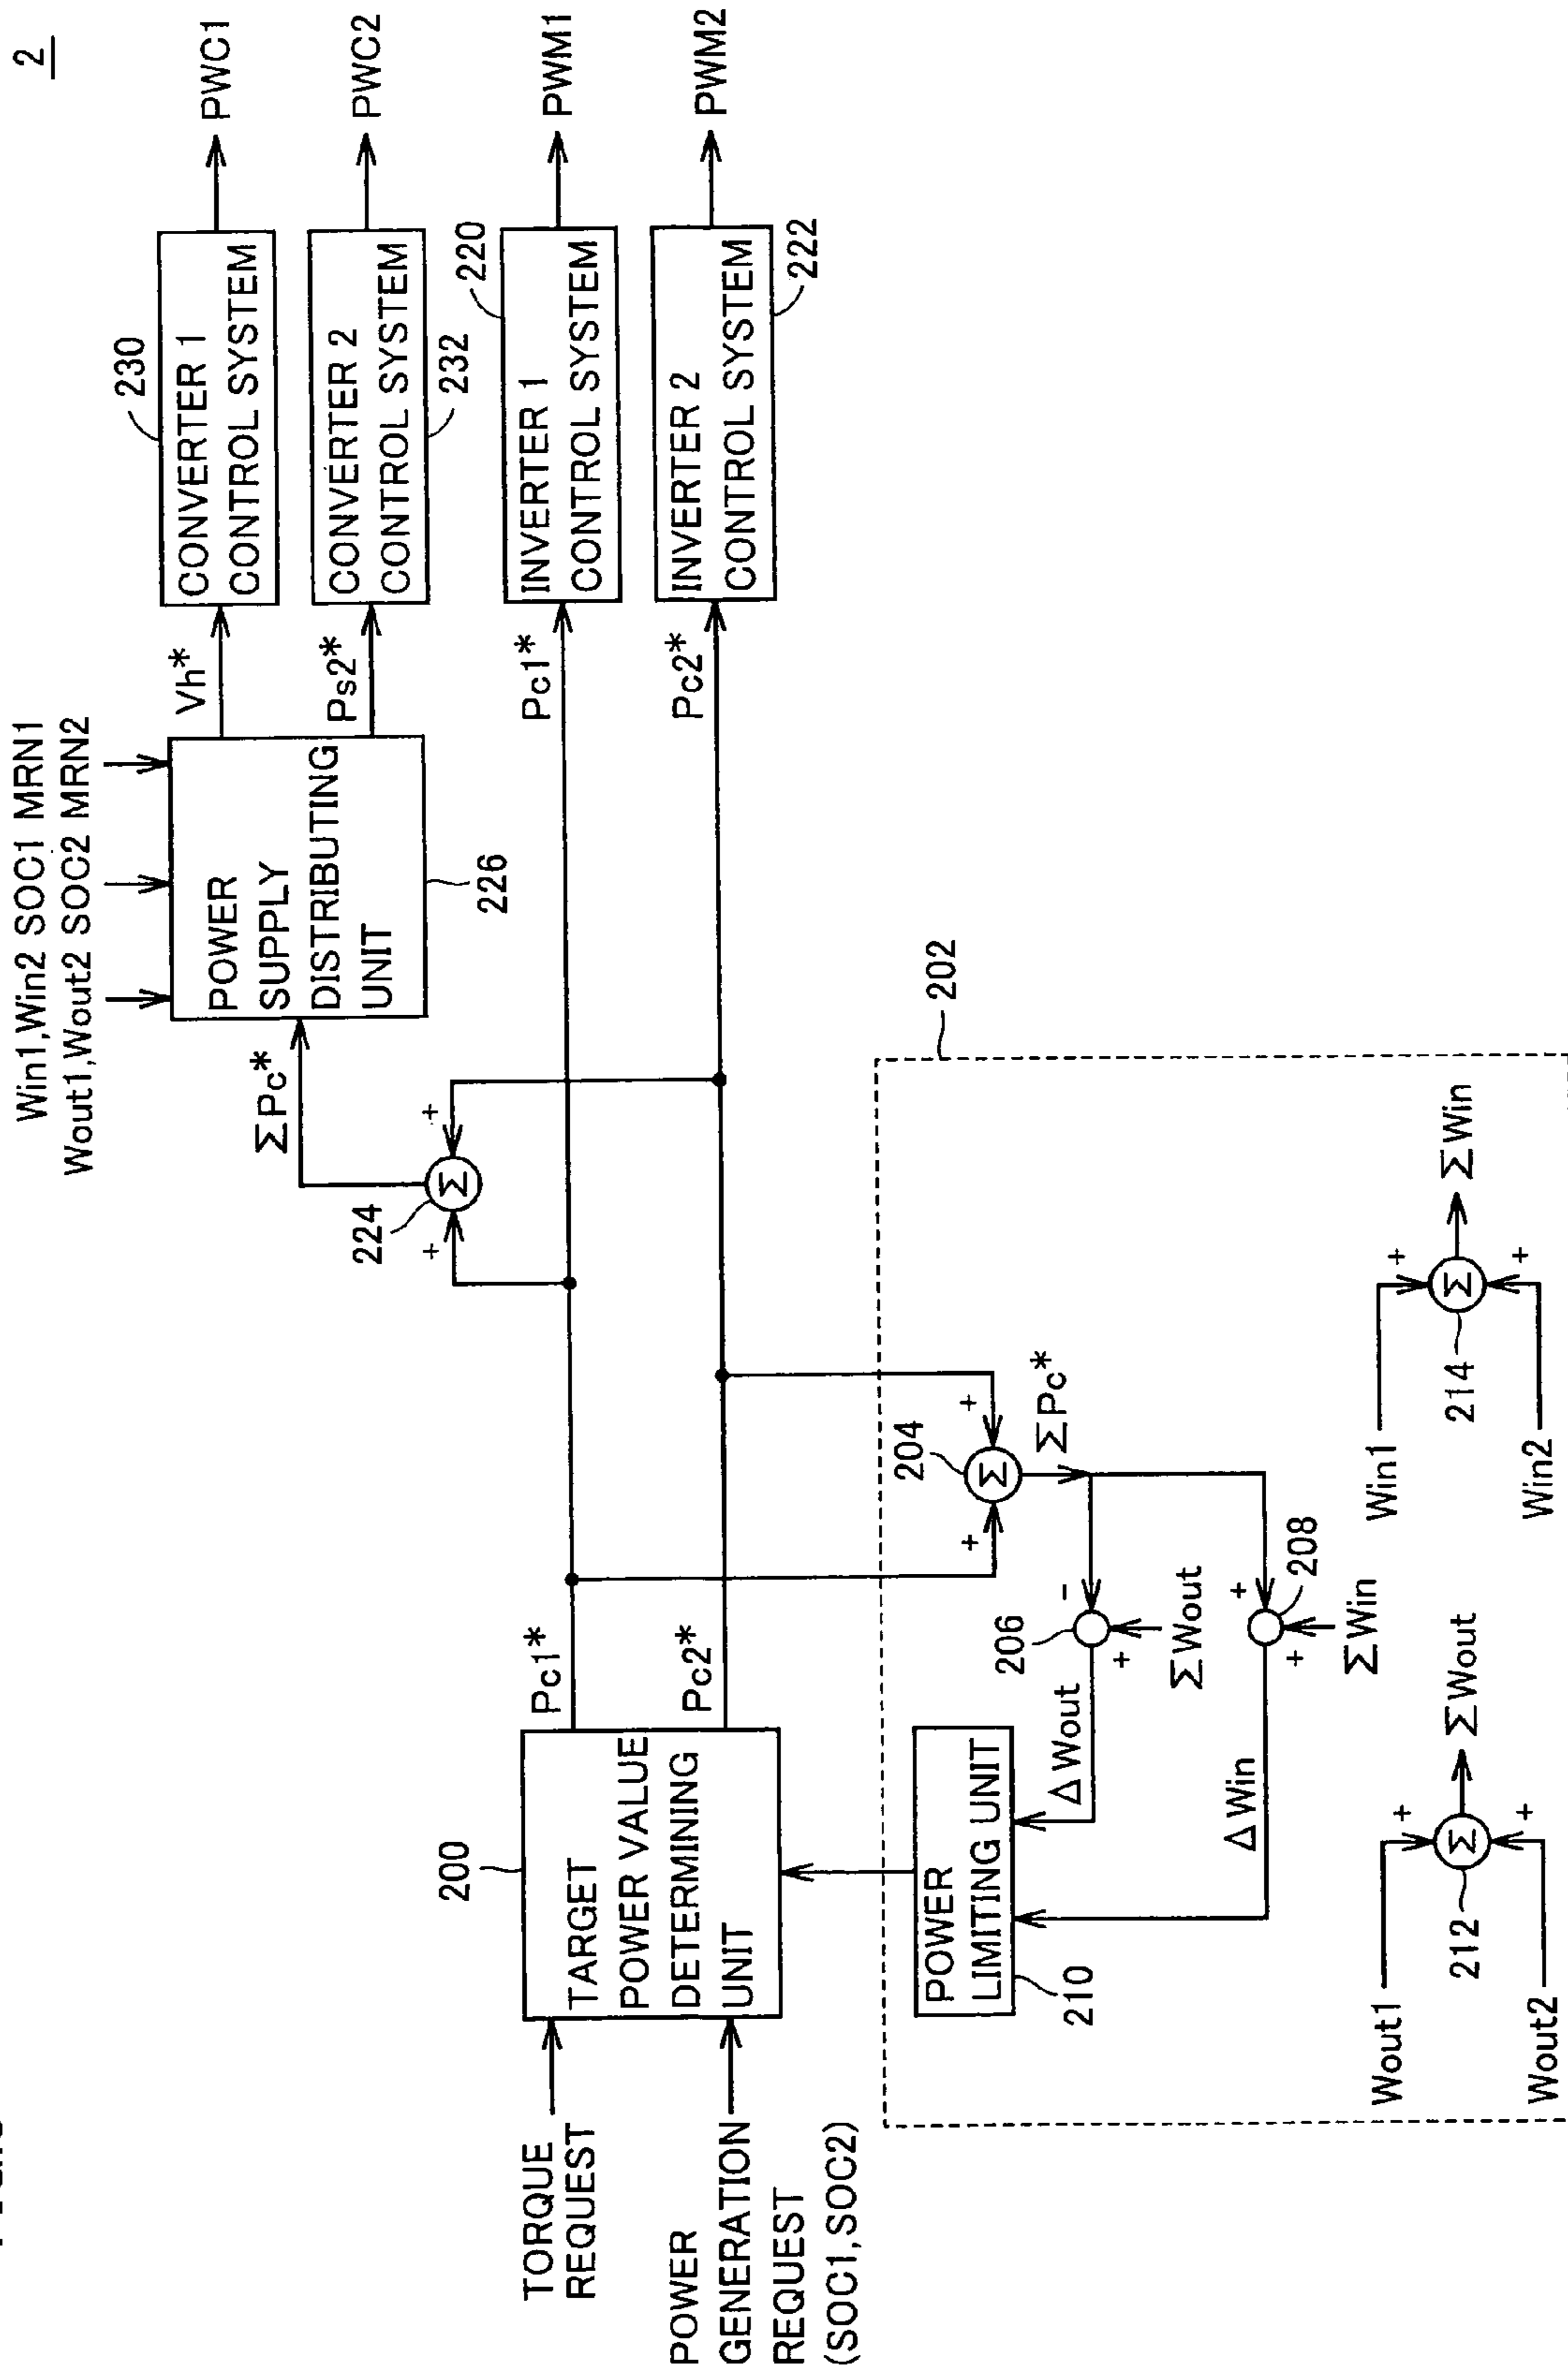 2
Win1,Win2 SOC1 MRN1
Wout1,Wout2 SOC2 MRN2
TORQUE
REQUEST
POWER
GENERATION
REQUEST
(SOC1,SOC2)
200
TARGET
POWER VALUE
DETERMINING
UNIT
Pc1*
Pc2*
224
Σ
+
+
ΣPc*
POWER
SUPPLY
DISTRIBUTING
UNIT
226
Vh*
Ps2*
Pc1*
Pc2*
230
CONVERTER 1
CONTROL SYSTEM
PWC1
CONVERTER 2
CONTROL SYSTEM
232
PWC2
220
INVERTER 1
CONTROL SYSTEM
PWM1
INVERTER 2
CONTROL SYSTEM
222
PWM2
202
POWER
LIMITING UNIT
210
ΔWout
ΔWin
204
Σ
+
+
ΣPc*
206
-
+
ΣWout
208
+
+
ΣWin
Wout1
Wout2
212
Σ
+
+
ΣWout
Win1
Win2
214
Σ
+
+
ΣWin